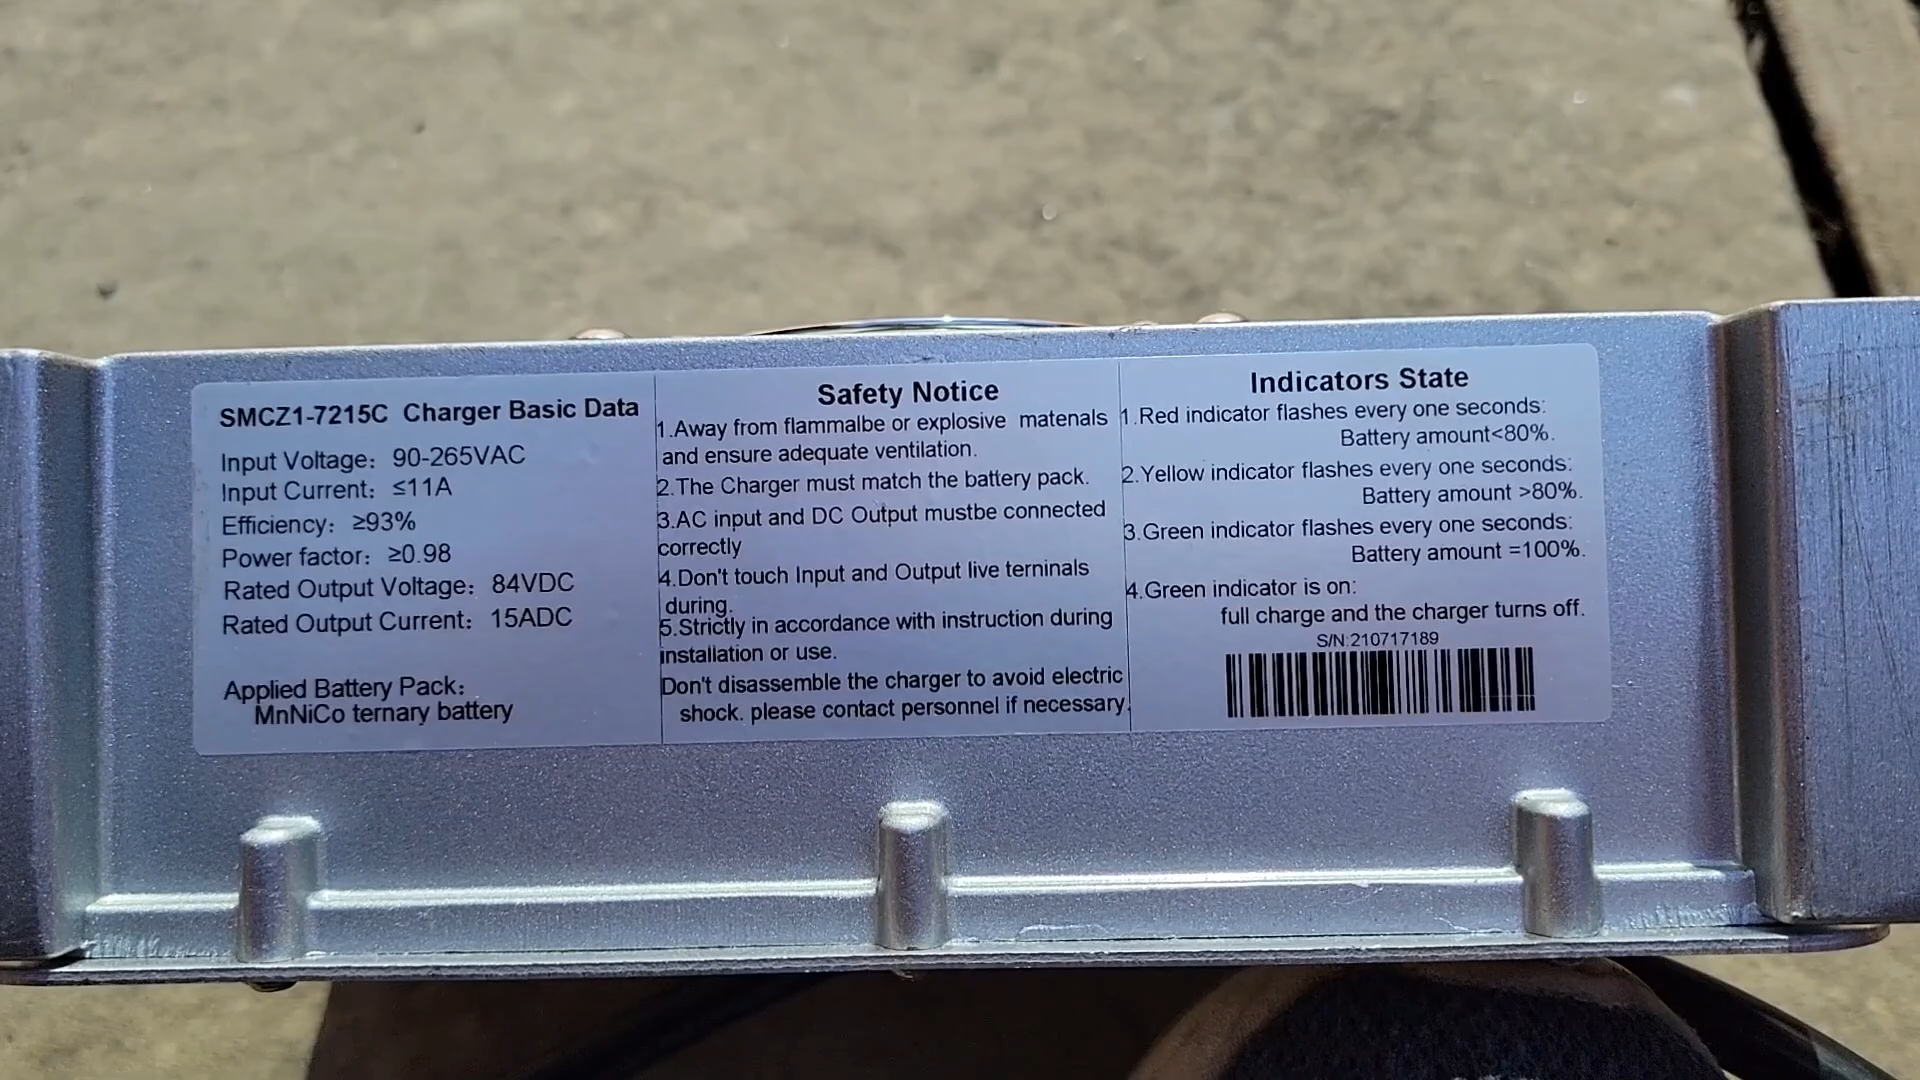 SMCZ1-7215C Charger Basic Data
Input Voltage: 90-265VAC
Input Current: ≤11A
Efficiency: ≥93%
Power factor: ≥0.98
Rated Output Voltage: 84VDC
Rated Output Current: 15ADC
Applied Battery Pack:
MnNiCo ternary battery
Safety Notice
1.Away from flammalbe or explosive matenals
and ensure adequate ventilation.
2.The Charger must match the battery pack.
3.AC input and DC Output mustbe connected
correctly
4.Don't touch Input and Output live terninals
during.
5.Strictly in accordance with instruction during
installation or use.
Don't disassemble the charger to avoid electric
shock. please contact personnel if necessary.
Indicators State
1.Red indicator flashes every one seconds:
Battery amount<80%.
2.Yellow indicator flashes every one seconds:
Battery amount >80%.
3.Green indicator flashes every one seconds:
Battery amount =100%.
4.Green indicator is on:
full charge and the charger turns off.
S/N:210717189